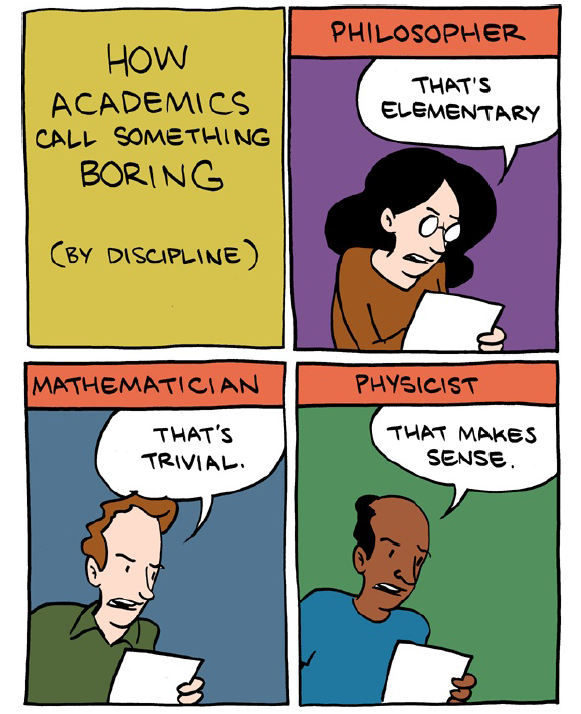 HOW
ACADEMICS
CALL SOMETHING
BORING
(BY DISCIPLINE)
PHILOSOPHER
THAT'S
ELEMENTARY
MATHEMATICIAN
THAT'S
TRIVIAL.
PHYSICIST
THAT MAKES
SENSE.